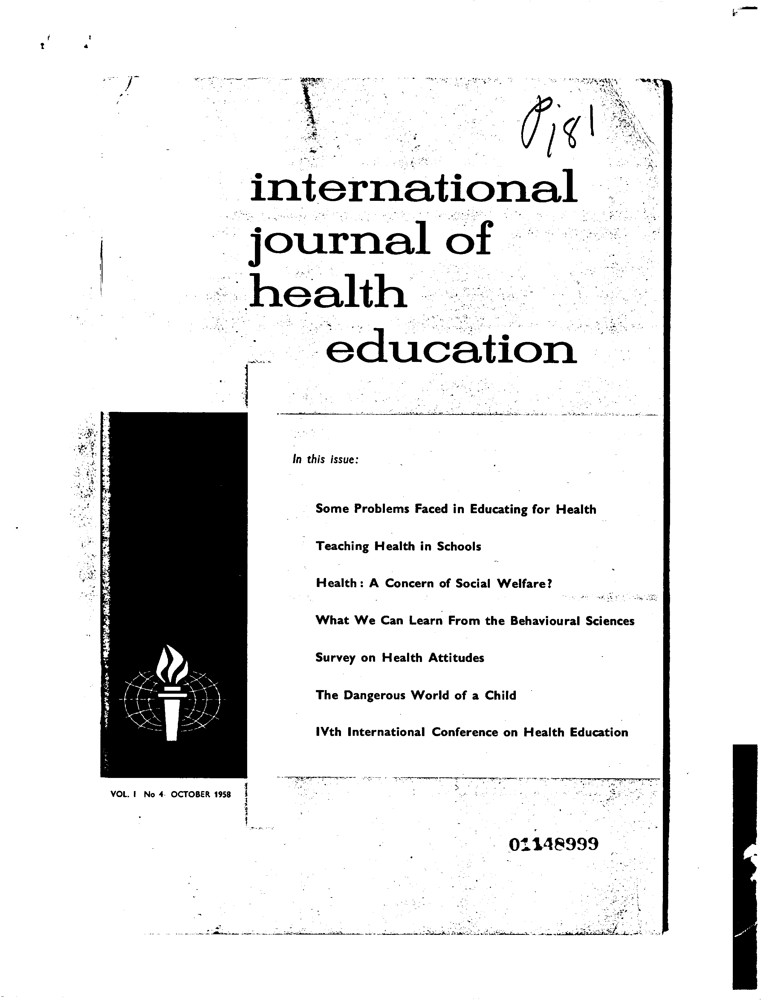 international
journal of
health
education
In this issue:
Some Problems Faced in Educating for Health
Teaching Health in Schools
Health: A Concern of Social Welfare?
What We Can Learn From the Behavioural Sciences
Survey on Health Attitudes
The Dangerous World of a Child
IVth International Conference on Health Education
VOL. I No 4 OCTOBER 1958
01148999